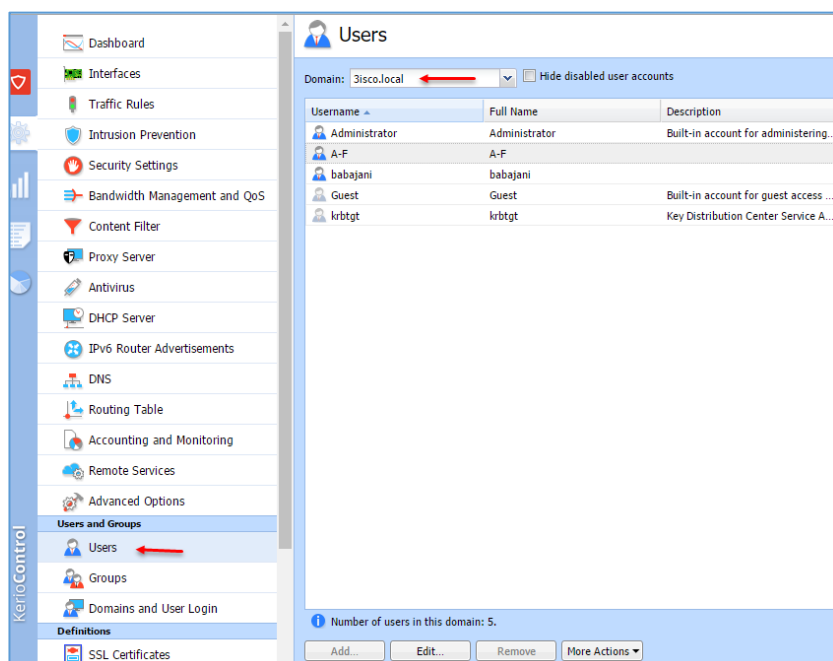 Dashboard
Interfaces
Traffic Rules
Intrusion Prevention
Security Settings
Bandwidth Management and QoS
Content Filter
Proxy Server
Antivirus
DHCP Server
IPv6 Router Advertisements
DNS
Routing Table
Accounting and Monitoring
Remote Services
Advanced Options
Users and Groups
Users
Groups
Domains and User Login
Definitions
SSL Certificates
KerioControl
Users
Domain: 3isco.local Hide disabled user accounts
Username Full Name Description
Administrator Administrator Built-in account for administering...
A-F A-F
babajani babajani
Guest Guest Built-in account for guest access ...
krbtgt krbtgt Key Distribution Center Service A...
Number of users in this domain: 5.
Add... Edit... Remove More Actions